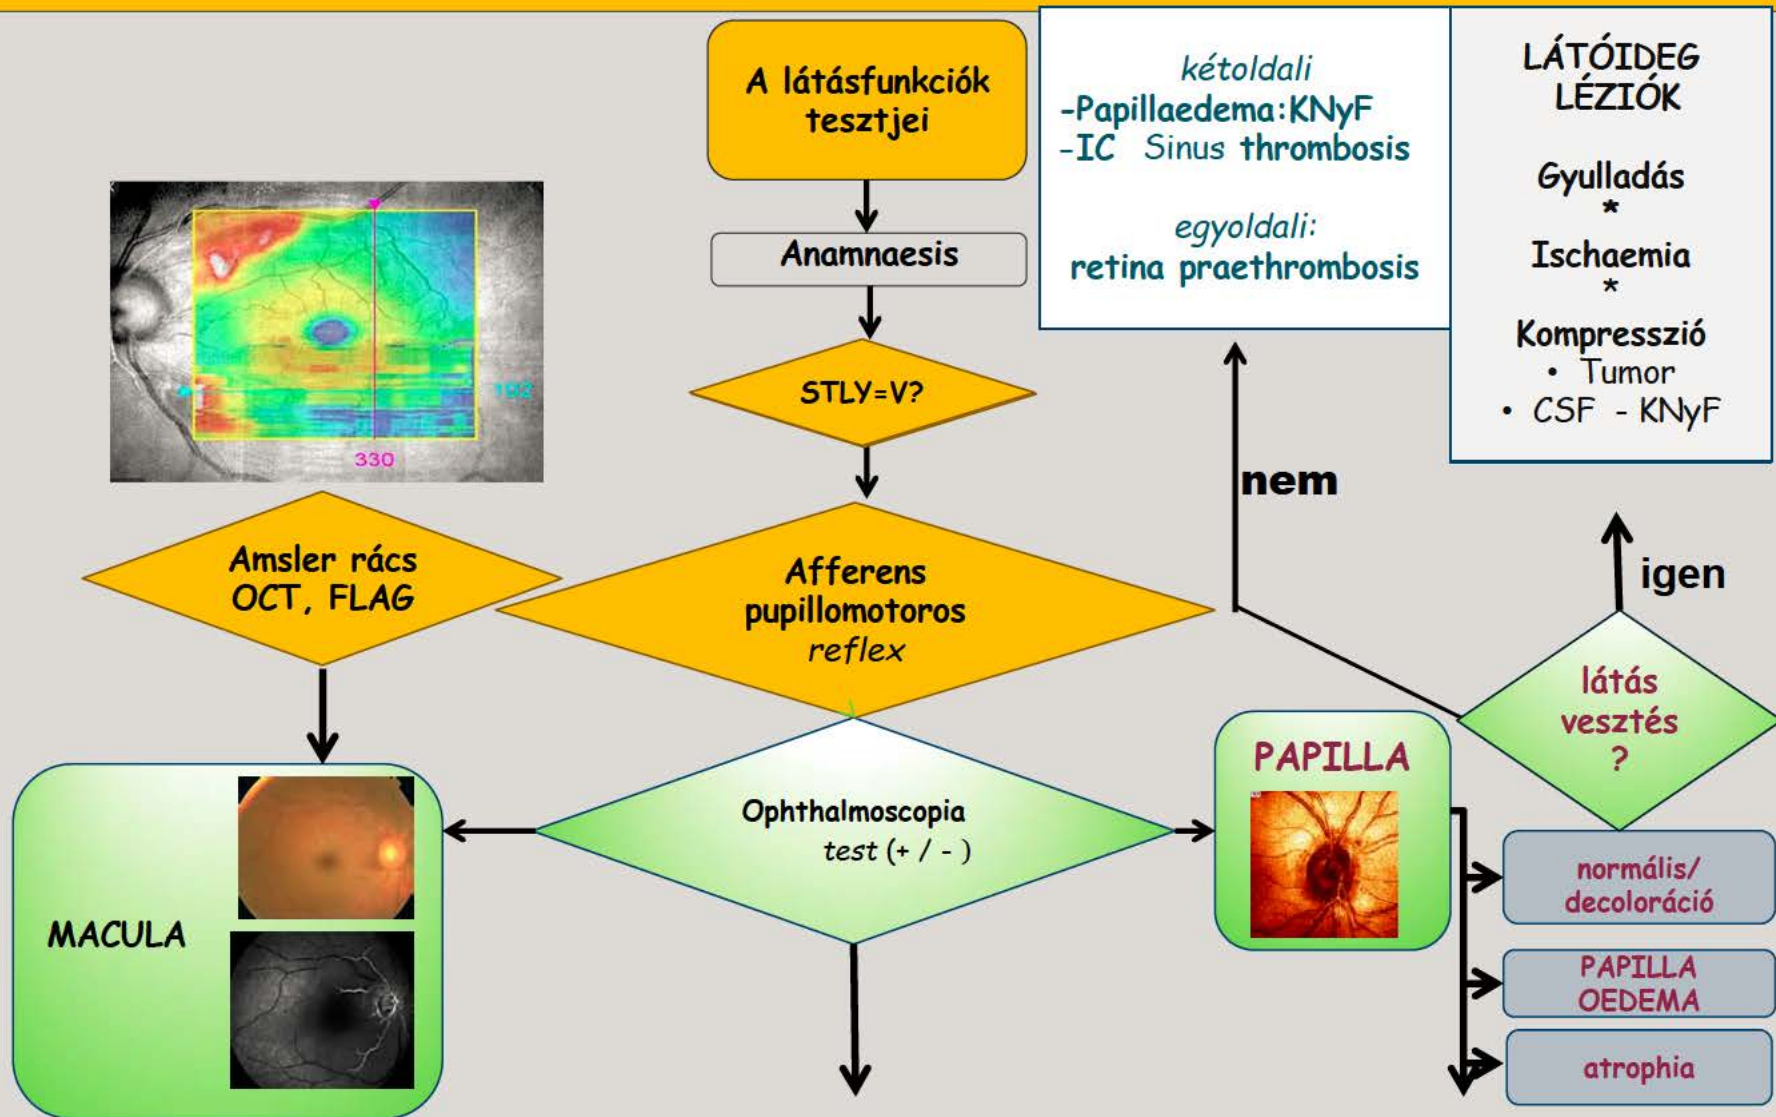 A látásfunkciók
tesztjei
Anamnaesis
STLY=V?
Afferens
pupillomotoros
reflex
Ophthalmoscopia
test (+ / - )
192
330
Amsler rács
OCT, FLAG
MACULA
PAPILLA
normális/
decoloráció
PAPILLA
OEDEMA
atrophia
látás
vesztés
?
nem
igen
kétoldali
-Papillaedema:KNyF
-IC Sinus thrombosis
egyoldali:
retina praethrombosis
LÁTÓIDEG
LÉZIÓK
Gyulladás
*
Ischaemia
*
Kompresszió
• Tumor
• CSF - KNyF